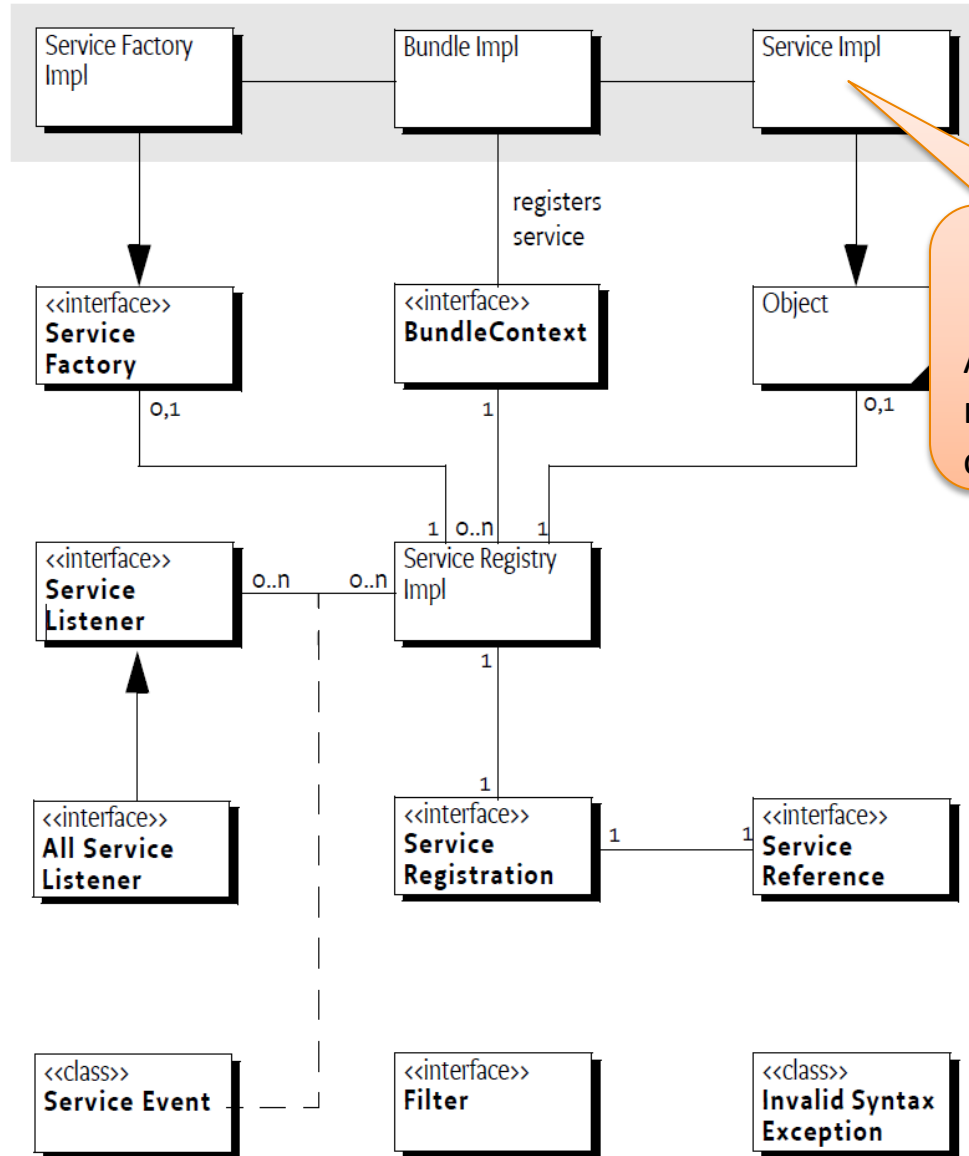 Service Factory
Impl
Bundle Impl
Service Impl
registers
service
<<interface>>
Service
Factory
<<interface>>
BundleContext
Object
0,1
1
0,1
1
0..n
1
<<interface>>
Service
Listener
0..n
0..n
Service Registry
Impl
1
1
<<interface>>
All Service
Listener
<<interface>>
Service
Registration
1
1
<<interface>>
Service
Reference
<<class>>
Service Event
<<interface>>
Filter
<<class>>
Invalid Syntax
Exception